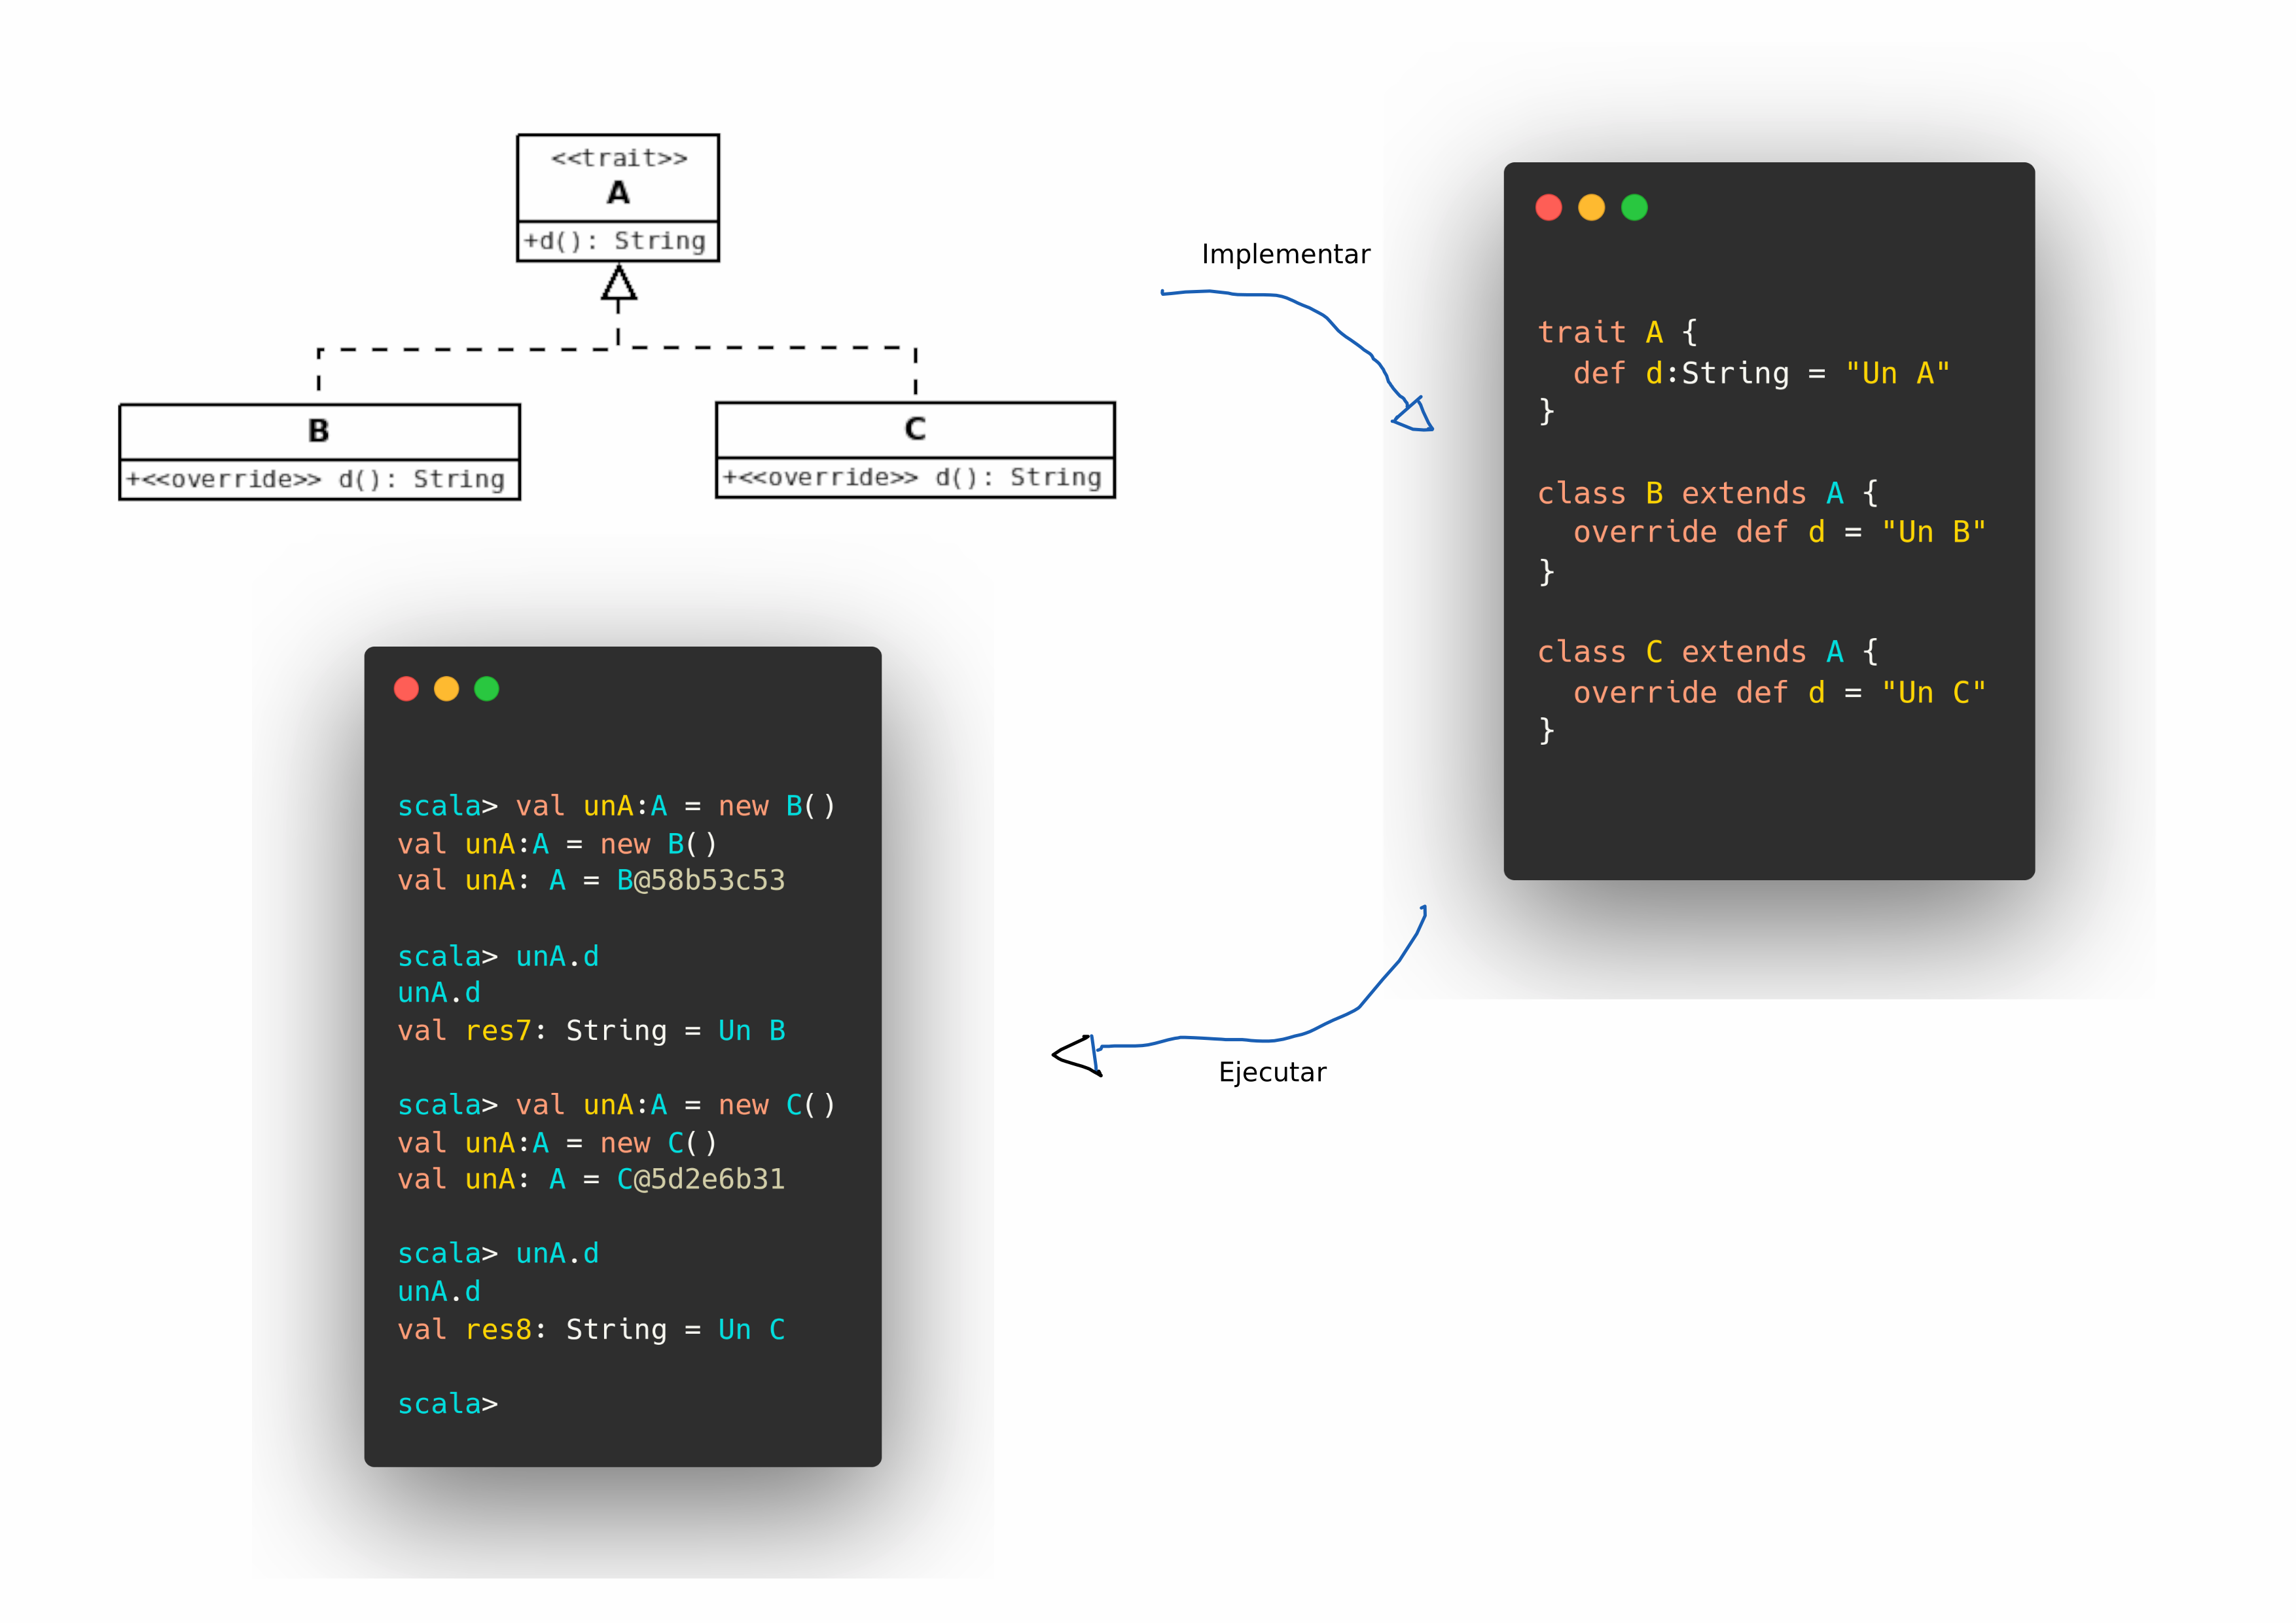 <<trait>>
A
+d(): String
B
+<<override>> d(): String
C
+<<override>> d(): String
Implementar
trait A {
  def d:String = "Un A"
}
class B extends A {
  override def d = "Un B"
}
class C extends A {
  override def d = "Un C"
}
Ejecutar
scala> val unA:A = new B()
val unA:A = new B()
val unA: A = B@58b53c53
scala> unA.d
unA.d
val res7: String = Un B
scala> val unA:A = new C()
val unA:A = new C()
val unA: A = C@5d2e6b31
scala> unA.d
unA.d
val res8: String = Un C
scala>